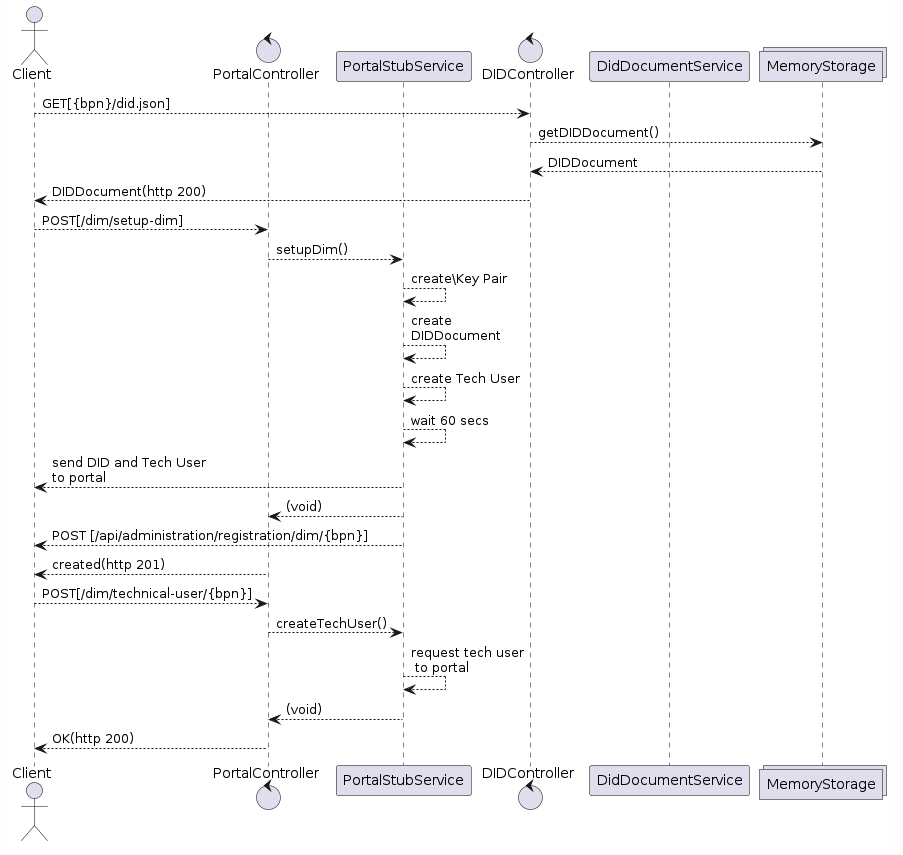 Client
PortalController
PortalStubService
DIDController
DidDocumentService
MemoryStorage
GET[{bpn}/did.json]
getDIDDocument()
DIDDocument
DIDDocument(http 200)
POST[/dim/setup-dim]
setupDim()
create\Key Pair
create
DIDDocument
create Tech User
wait 60 secs
send DID and Tech User
to portal
(void)
POST [/api/administration/registration/dim/{bpn}]
created(http 201)
POST[/dim/technical-user/{bpn}]
createTechUser()
request tech user
to portal
(void)
OK(http 200)
Client
PortalController
PortalStubService
DIDController
DidDocumentService
MemoryStorage